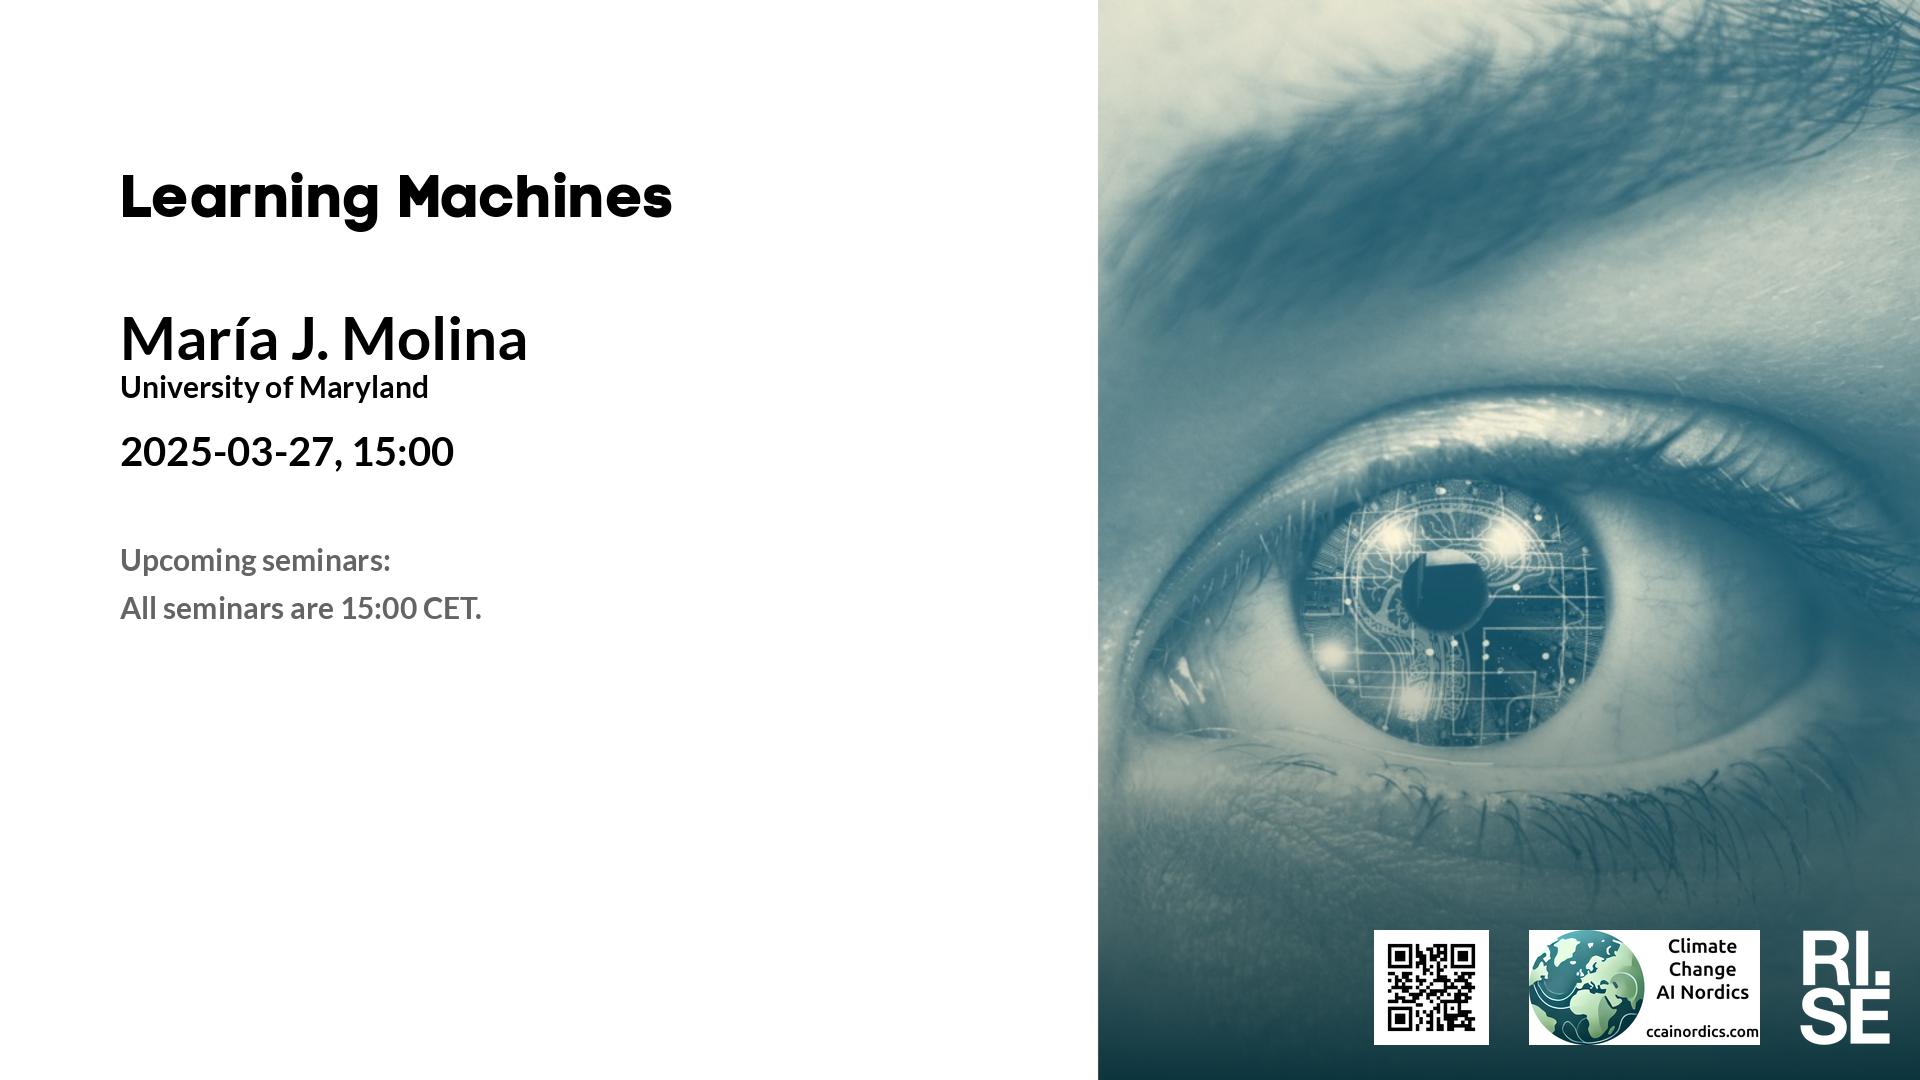 Learning Machines
María J. Molina
University of Maryland
2025-03-27, 15:00
Upcoming seminars:
All seminars are 15:00 CET.
Climate
Change
AI Nordics
ccainordics.com
RI.
SE